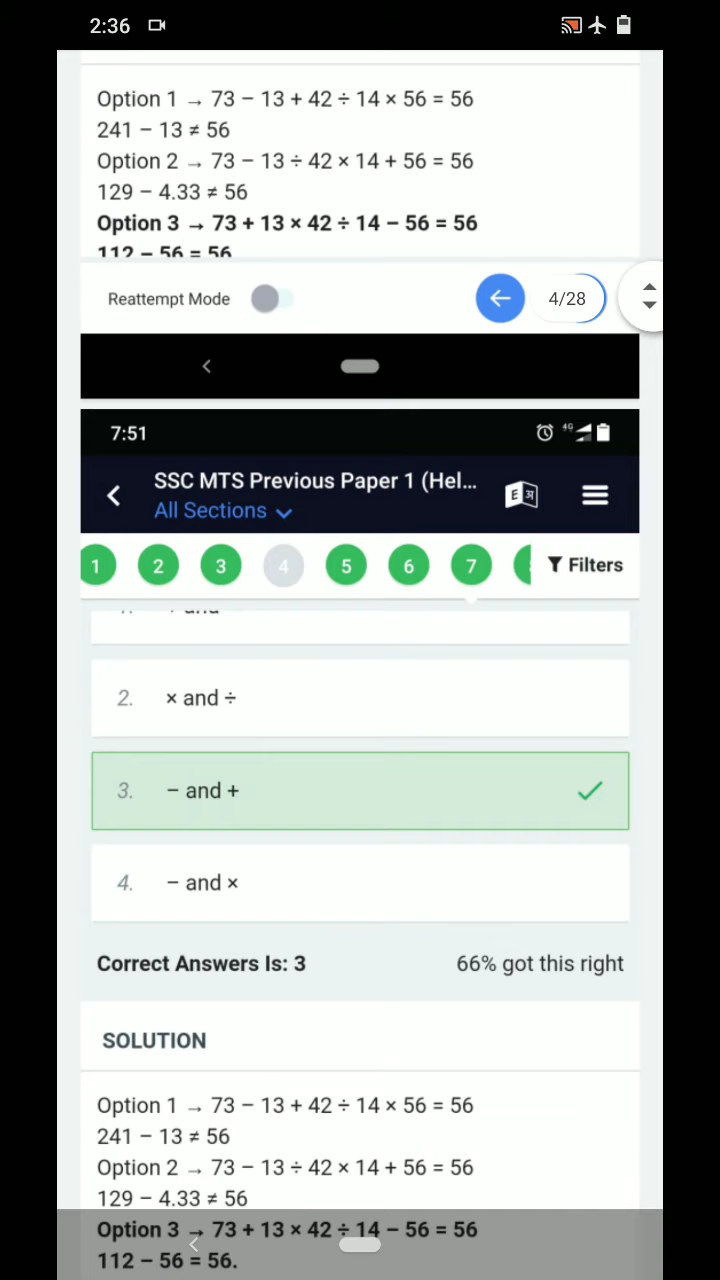 2:36
Option 1 → 73 − 13 + 42 ÷ 14 × 56 = 56
241 − 13 ≠ 56
Option 2 → 73 − 13 ÷ 42 × 14 + 56 = 56
129 − 4.33 ≠ 56
Option 3 → 73 + 13 × 42 ÷ 14 − 56 = 56
112 − 56 = 56
Reattempt Mode
4/28
7:51
4G
SSC MTS Previous Paper 1 (Hel...
E अ
All Sections
1 2 3 4 5 6 7 Filters
2. × and ÷
3. − and +
4. − and ×
Correct Answers Is: 3 66% got this right
SOLUTION
Option 1 → 73 − 13 + 42 ÷ 14 × 56 = 56
241 − 13 ≠ 56
Option 2 → 73 − 13 ÷ 42 × 14 + 56 = 56
129 − 4.33 ≠ 56
Option 3 → 73 + 13 × 42 ÷ 14 − 56 = 56
112 − 56 = 56.